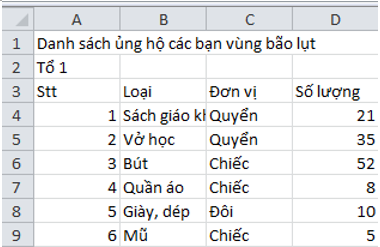 A B C D
1 Danh sách ủng hộ các bạn vùng bão lụt
2 Tổ 1
3 Stt Loại Đơn vị Số lượng
4 1 Sách giáo kh Quyển 21
5 2 Vở học Quyển 35
6 3 Bút Chiếc 52
7 4 Quần áo Chiếc 8
8 5 Giày, dép Đôi 10
9 6 Mũ Chiếc 5